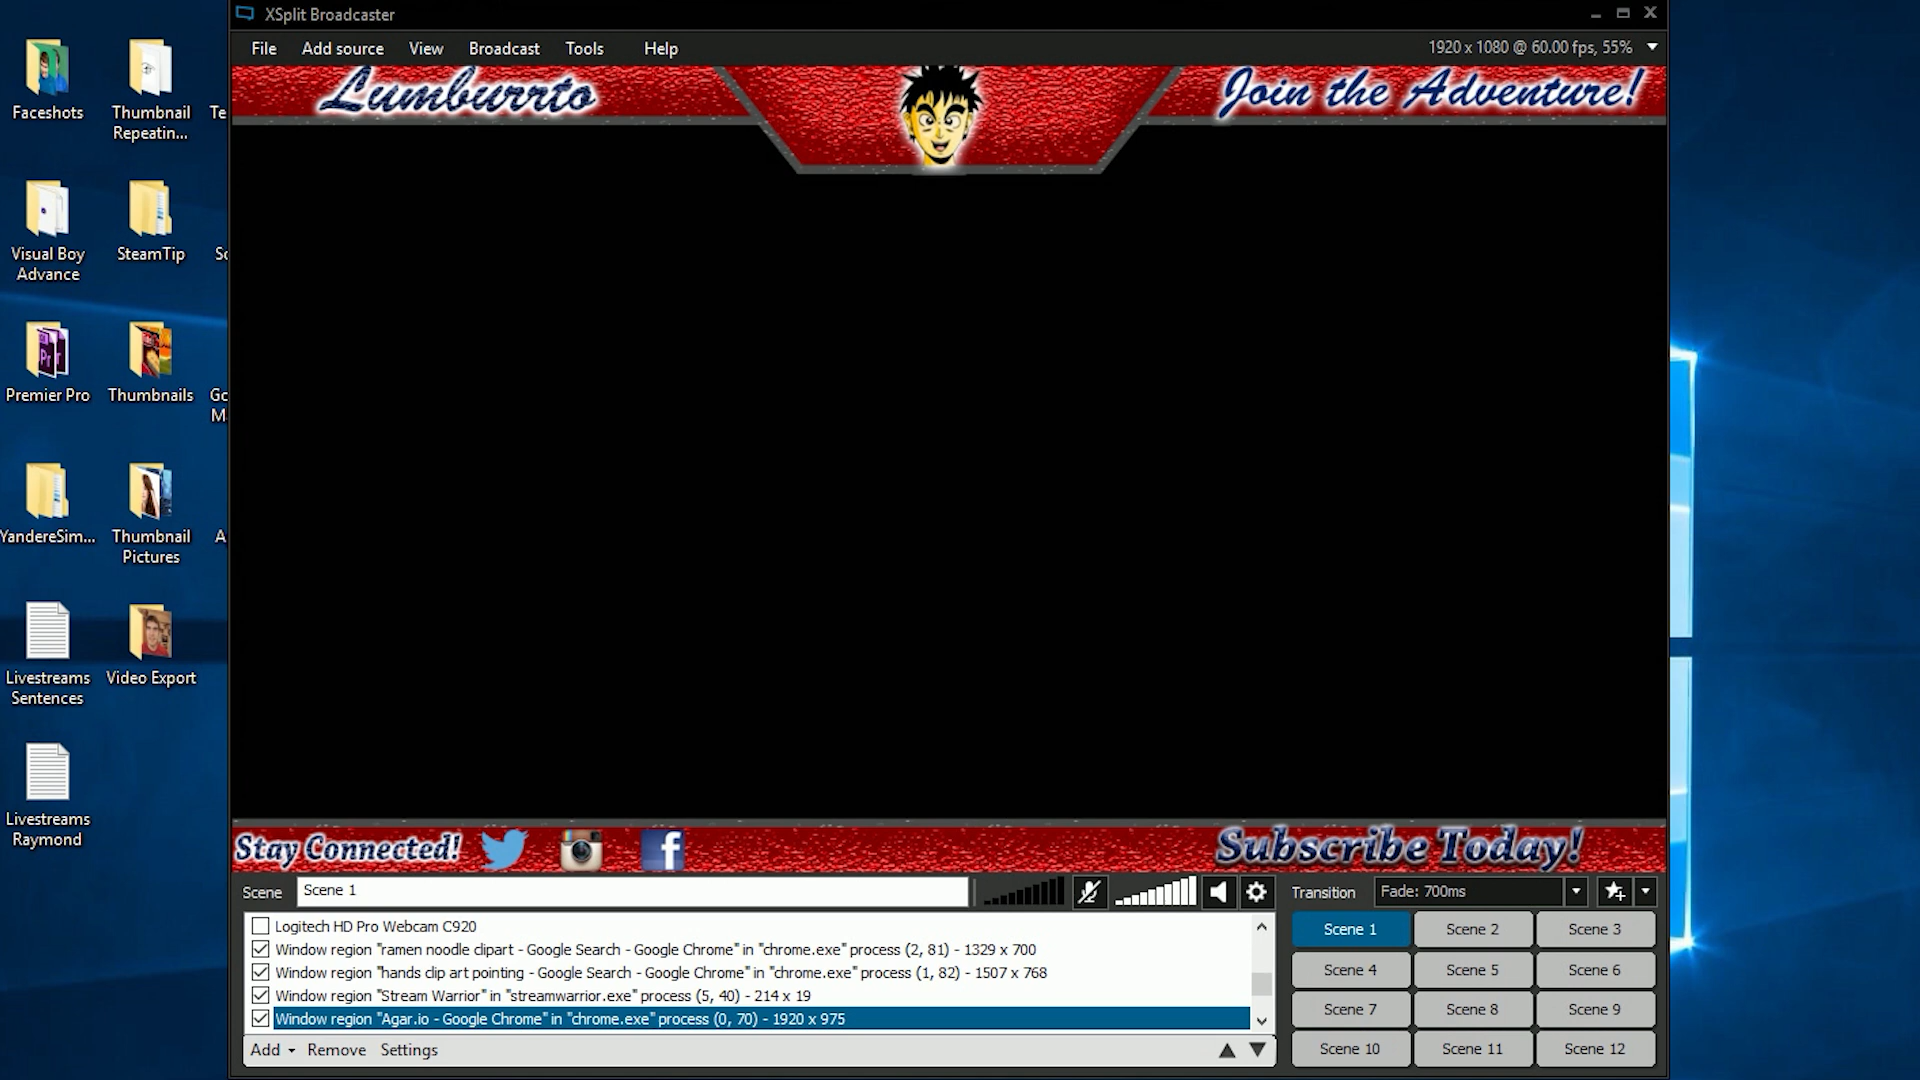 XSplit Broadcaster
File Add source View Broadcast Tools Help
1920 x 1080 @ 60.00 fps, 55%
Lumburrto
Join the Adventure!
Faceshots
Thumbnail
Repeatin...
Te
Visual Boy
Advance
SteamTip
Sc
Premier Pro
Thumbnails
Gc
M
YandereSim...
Thumbnail
Pictures
A
Livestreams
Sentences
Video Export
Livestreams
Raymond
Stay Connected!
Subscribe Today!
Scene
Scene 1
Transition
Fade: 700ms
Logitech HD Pro Webcam C920
Window region "ramen noodle clipart - Google Search - Google Chrome" in "chrome.exe" process (2, 81) - 1329 x 700
Window region "hands clip art pointing - Google Search - Google Chrome" in "chrome.exe" process (1, 82) - 1507 x 768
Window region "Stream Warrior" in "streamwarrior.exe" process (5, 40) - 214 x 19
Window region "Agar.io - Google Chrome" in "chrome.exe" process (0, 70) - 1920 x 975
Add Remove Settings
Scene 1 Scene 2 Scene 3
Scene 4 Scene 5 Scene 6
Scene 7 Scene 8 Scene 9
Scene 10 Scene 11 Scene 12